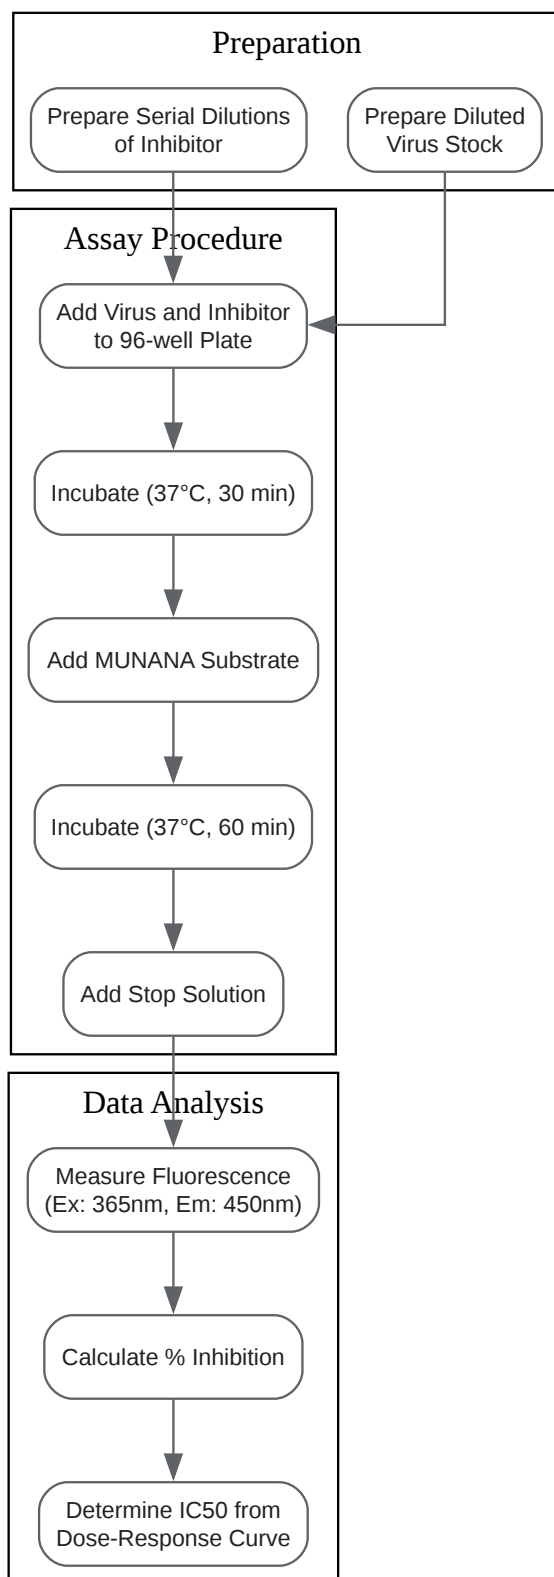 Preparation
Prepare Serial Dilutions
of Inhibitor
Prepare Diluted
Virus Stock
Assay Procedure
Add Virus and Inhibitor
to 96-well Plate
Incubate (37°C, 30 min)
Add MUNANA Substrate
Incubate (37°C, 60 min)
Add Stop Solution
Data Analysis
Measure Fluorescence
(Ex: 365nm, Em: 450nm)
Calculate % Inhibition
Determine IC50 from
Dose-Response Curve